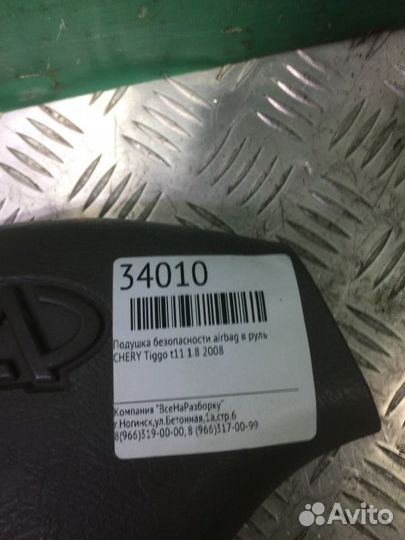 34010
Подушка безопасности airbag в руль
CHERY Tiggo t11 1.8 2008
Компания "ВсеНаРазборку"
г.Ногинск,ул.Бетонная,1а,стр.6
8(966)319-00-00, 8 (966)317-00-99
Avito